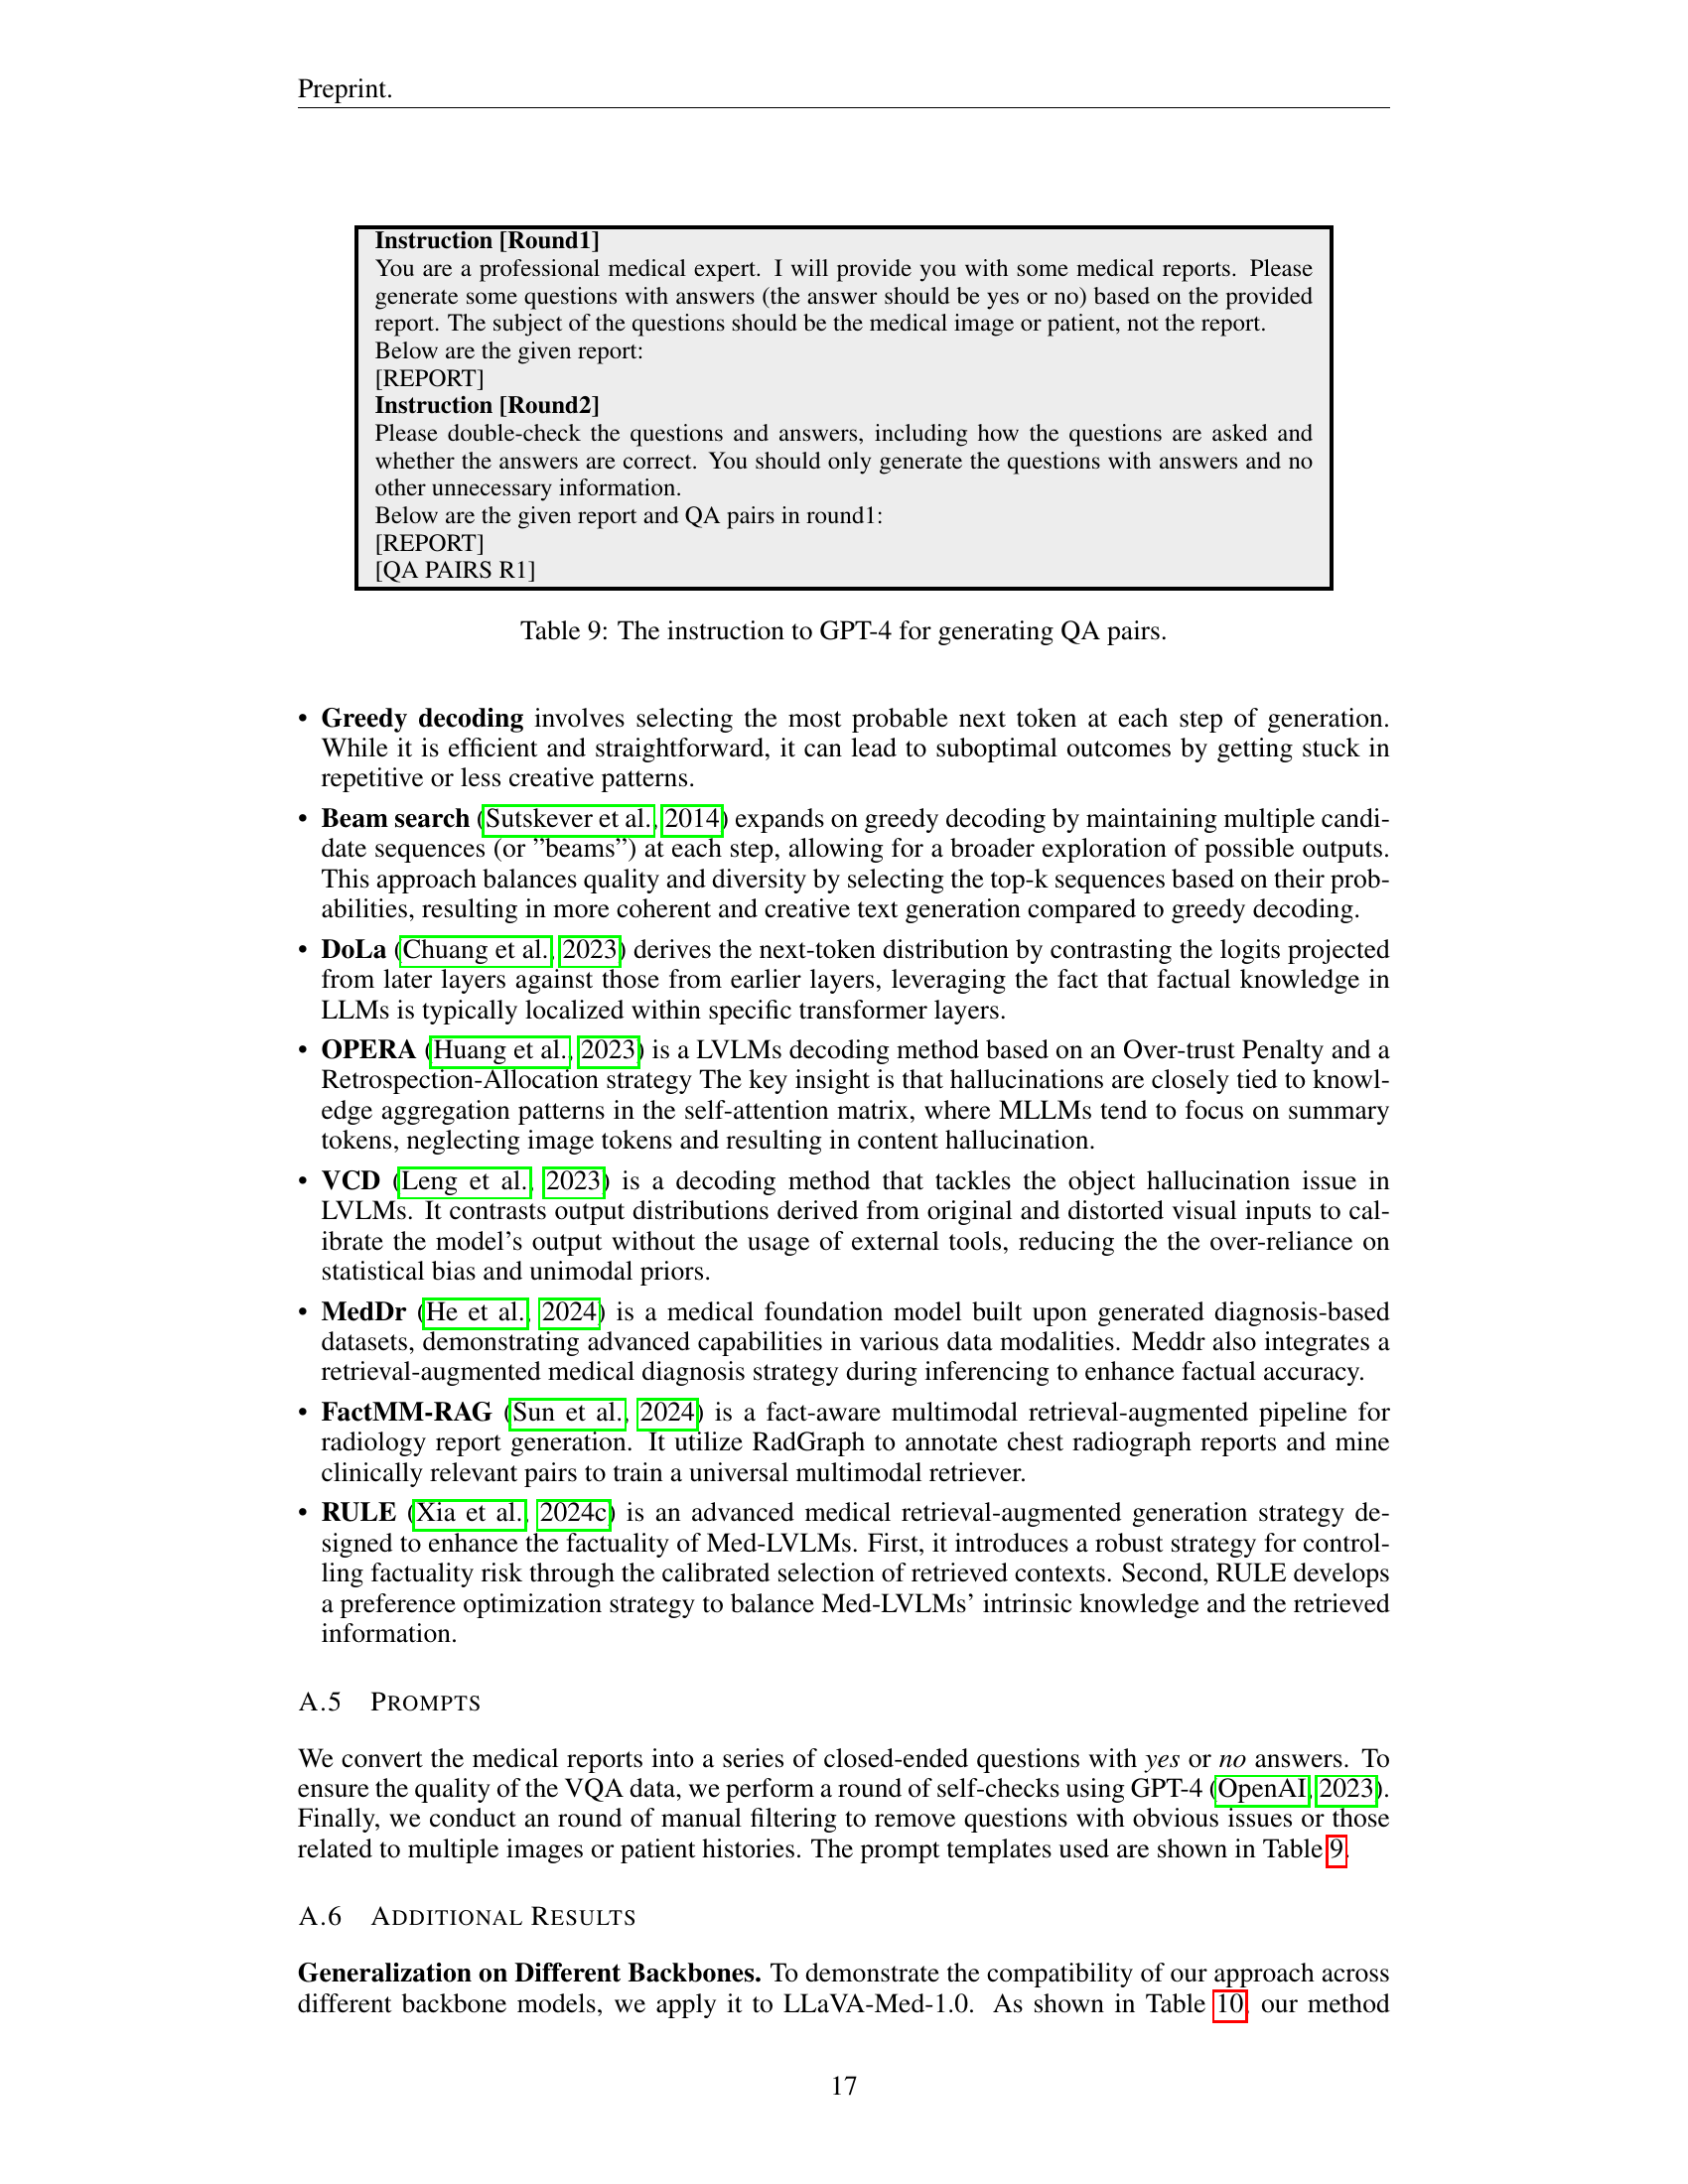 Preprint.
Instruction [Round1]
You are a professional medical expert. I will provide you with some medical reports. Please
generate some questions with answers (the answer should be yes or no) based on the provided
report. The subject of the questions should be the medical image or patient, not the report.
Below are the given report:
[REPORT]
Instruction [Round2]
Please double-check the questions and answers, including how the questions are asked and
whether the answers are correct. You should only generate the questions with answers and no
other unnecessary information.
Below are the given report and QA pairs in round1:
[REPORT]
[QA PAIRS R1]
Table 9: The instruction to GPT-4 for generating QA pairs.
• Greedy decoding involves selecting the most probable next token at each step of generation.
While it is efficient and straightforward, it can lead to suboptimal outcomes by getting stuck in
repetitive or less creative patterns.
• Beam search (Sutskever et al., 2014) expands on greedy decoding by maintaining multiple candi-
date sequences (or ”beams”) at each step, allowing for a broader exploration of possible outputs.
This approach balances quality and diversity by selecting the top-k sequences based on their prob-
abilities, resulting in more coherent and creative text generation compared to greedy decoding.
• DoLa (Chuang et al., 2023) derives the next-token distribution by contrasting the logits projected
from later layers against those from earlier layers, leveraging the fact that factual knowledge in
LLMs is typically localized within specific transformer layers.
• OPERA (Huang et al., 2023) is a LVLMs decoding method based on an Over-trust Penalty and a
Retrospection-Allocation strategy The key insight is that hallucinations are closely tied to knowl-
edge aggregation patterns in the self-attention matrix, where MLLMs tend to focus on summary
tokens, neglecting image tokens and resulting in content hallucination.
• VCD (Leng et al., 2023) is a decoding method that tackles the object hallucination issue in
LVLMs. It contrasts output distributions derived from original and distorted visual inputs to cal-
ibrate the model’s output without the usage of external tools, reducing the the over-reliance on
statistical bias and unimodal priors.
• MedDr (He et al., 2024) is a medical foundation model built upon generated diagnosis-based
datasets, demonstrating advanced capabilities in various data modalities. Meddr also integrates a
retrieval-augmented medical diagnosis strategy during inferencing to enhance factual accuracy.
• FactMM-RAG (Sun et al., 2024) is a fact-aware multimodal retrieval-augmented pipeline for
radiology report generation. It utilize RadGraph to annotate chest radiograph reports and mine
clinically relevant pairs to train a universal multimodal retriever.
• RULE (Xia et al., 2024c) is an advanced medical retrieval-augmented generation strategy de-
signed to enhance the factuality of Med-LVLMs. First, it introduces a robust strategy for control-
ling factuality risk through the calibrated selection of retrieved contexts. Second, RULE develops
a preference optimization strategy to balance Med-LVLMs’ intrinsic knowledge and the retrieved
information.
A.5 PROMPTS
We convert the medical reports into a series of closed-ended questions with yes or no answers. To
ensure the quality of the VQA data, we perform a round of self-checks using GPT-4 (OpenAI, 2023).
Finally, we conduct an round of manual filtering to remove questions with obvious issues or those
related to multiple images or patient histories. The prompt templates used are shown in Table 9.
A.6 ADDITIONAL RESULTS
Generalization on Different Backbones. To demonstrate the compatibility of our approach across
different backbone models, we apply it to LLaVA-Med-1.0. As shown in Table 10, our method
17